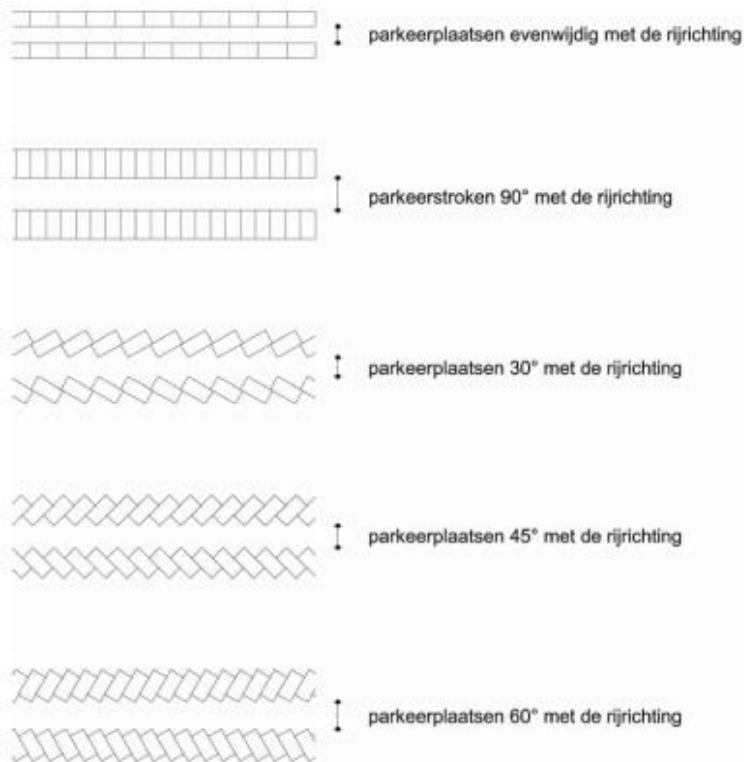 parkeerplaatsen evenwijdig met de rijrichting
parkeerstroken 90° met de rijrichting
parkeerplaatsen 30° met de rijrichting
parkeerplaatsen 45° met de rijrichting
parkeerplaatsen 60° met de rijrichting